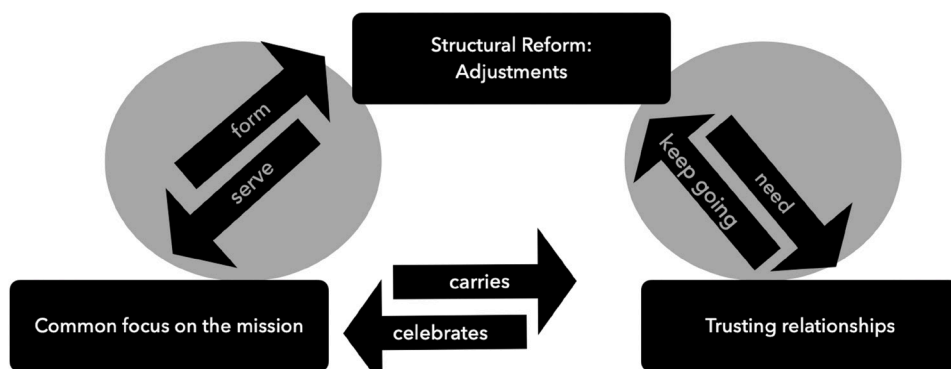 Structural Reform:
Adjustments
form
serve
keep going
need
carries
celebrates
Common focus on the mission
Trusting relationships